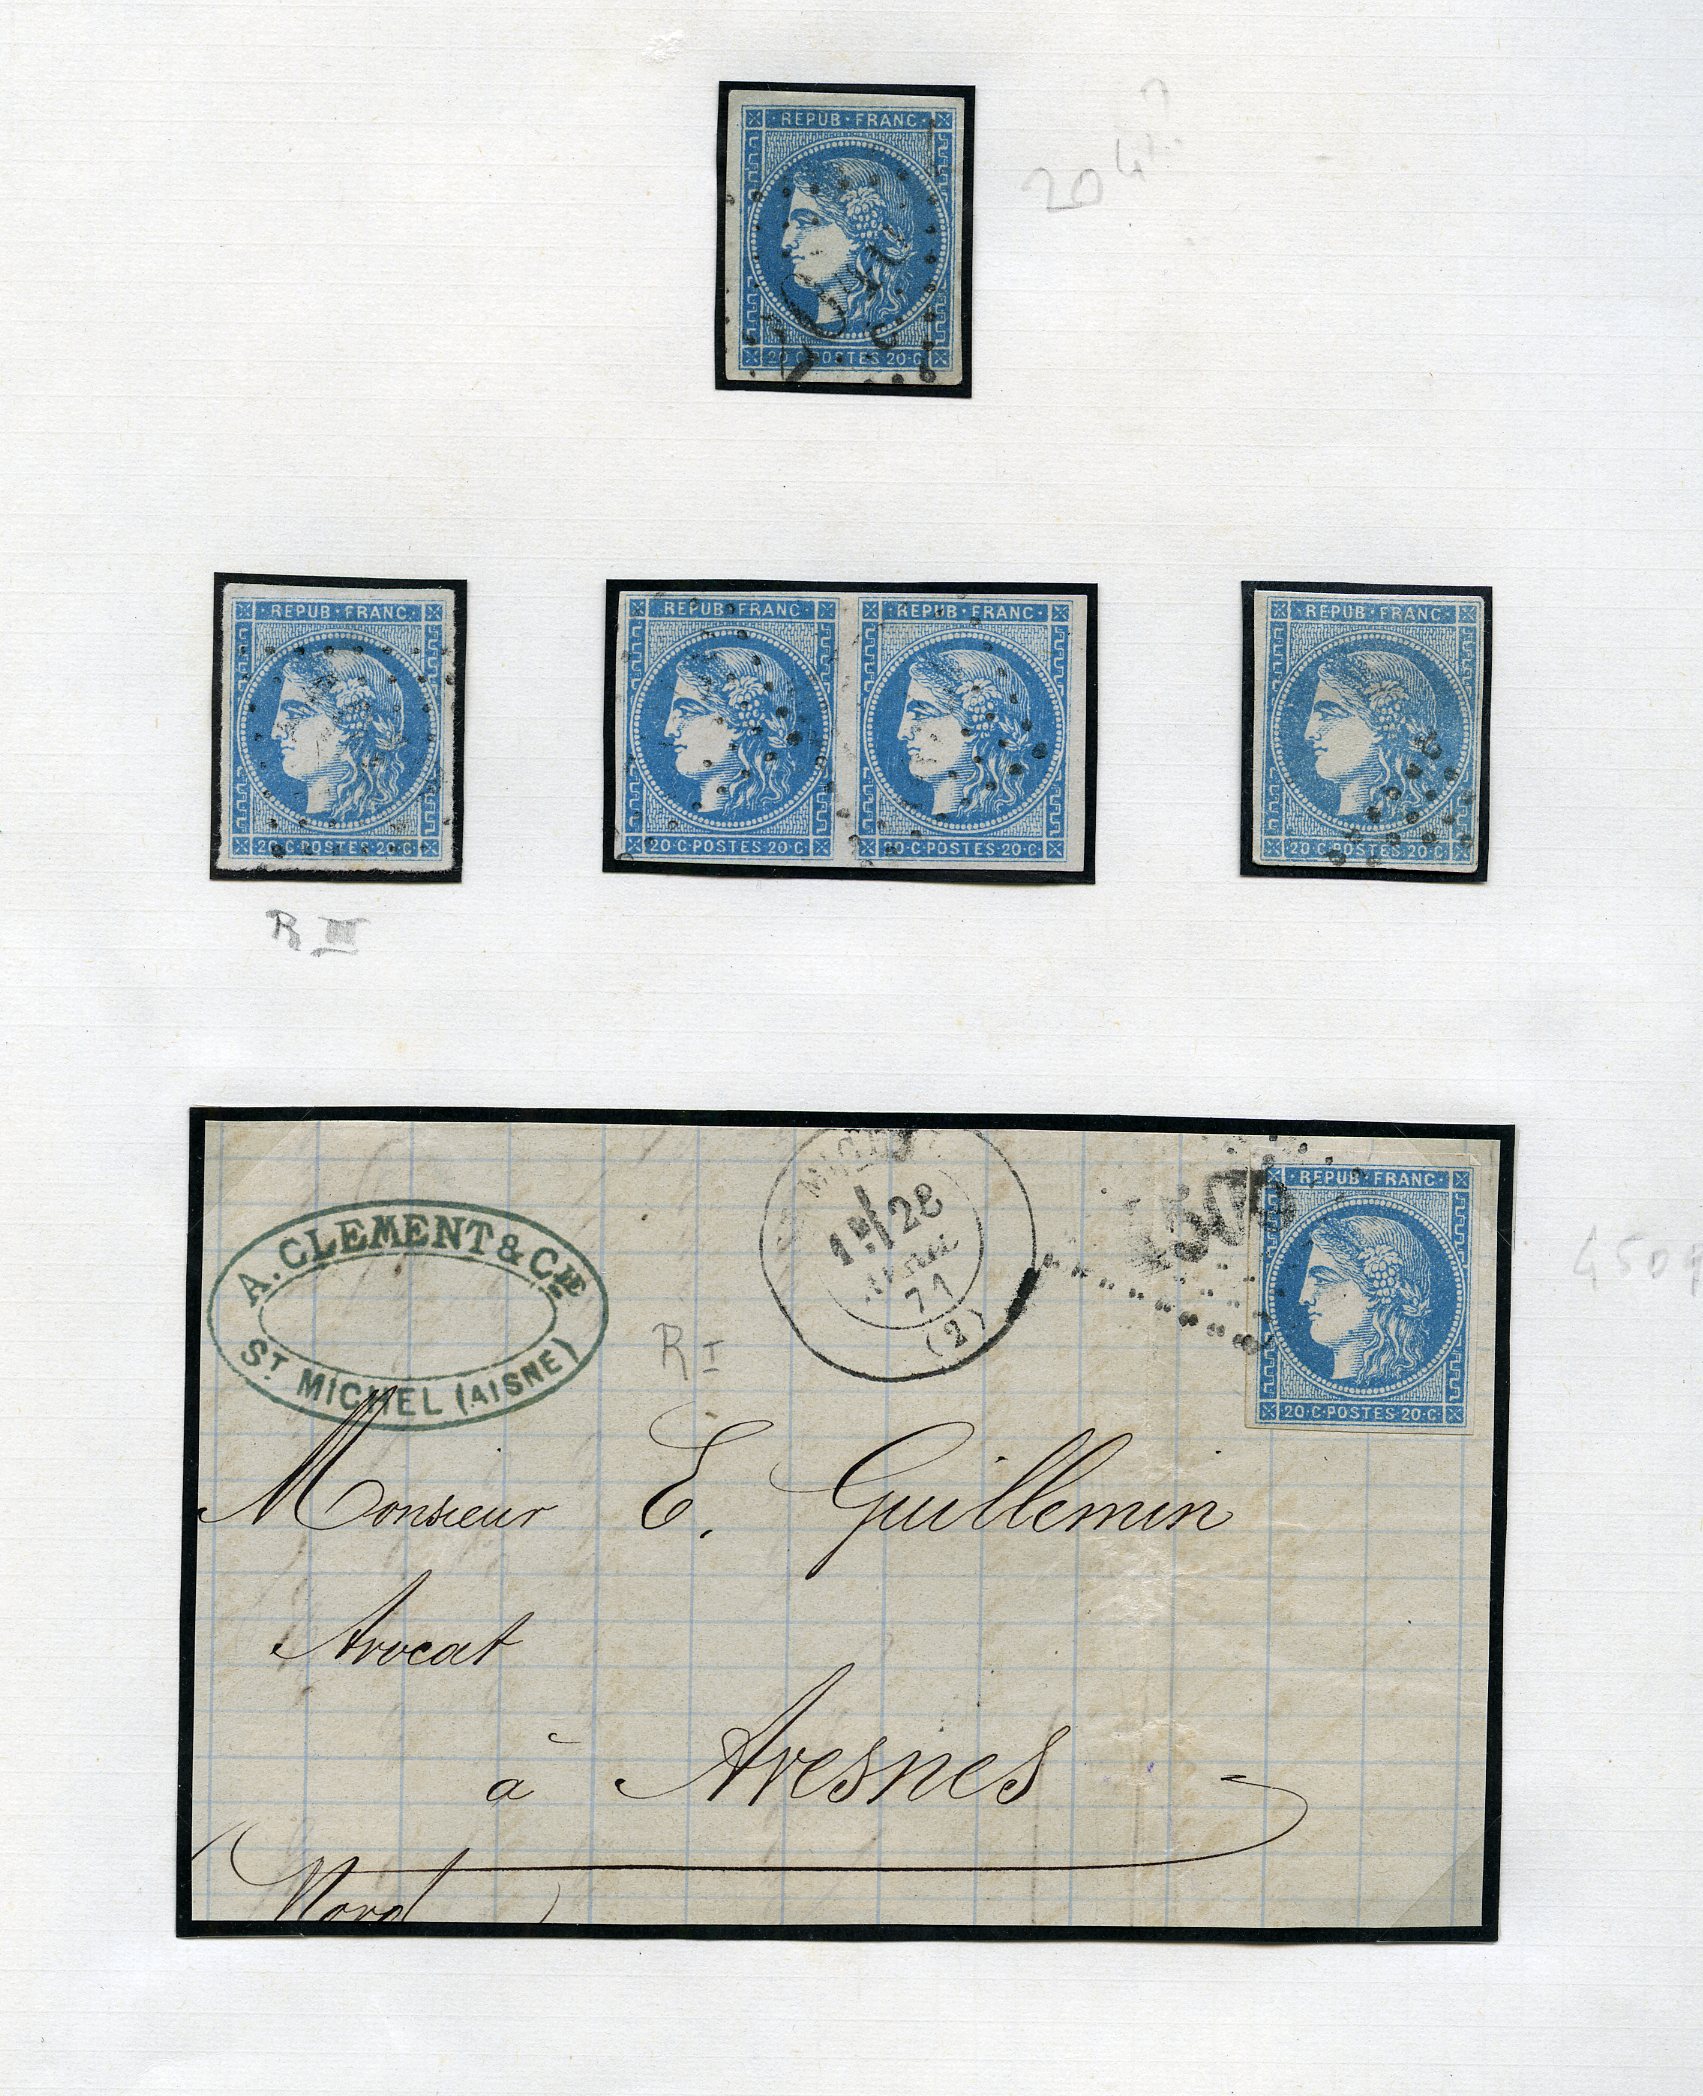 REPUB · FRANC ·
20 · C · POSTES 20 · C ·
REPUB · FRANC ·
20 · C · POSTES 20 · C ·
REPUB · FRANC ·
20 · C · POSTES 20 · C ·
REPUB · FRANC ·
20 · C · POSTES 20 · C ·
REPUB · FRANC ·
20 · C · POSTES 20 · C ·
R III
A. CLEMENT & CIE
ST MICHEL (AISNE)
1E/28
71
(2)
REPUB · FRANC ·
20 · C · POSTES 20 · C ·
R I
Monsieur E. Guillemin
Avocat
à Avesnes
Nord